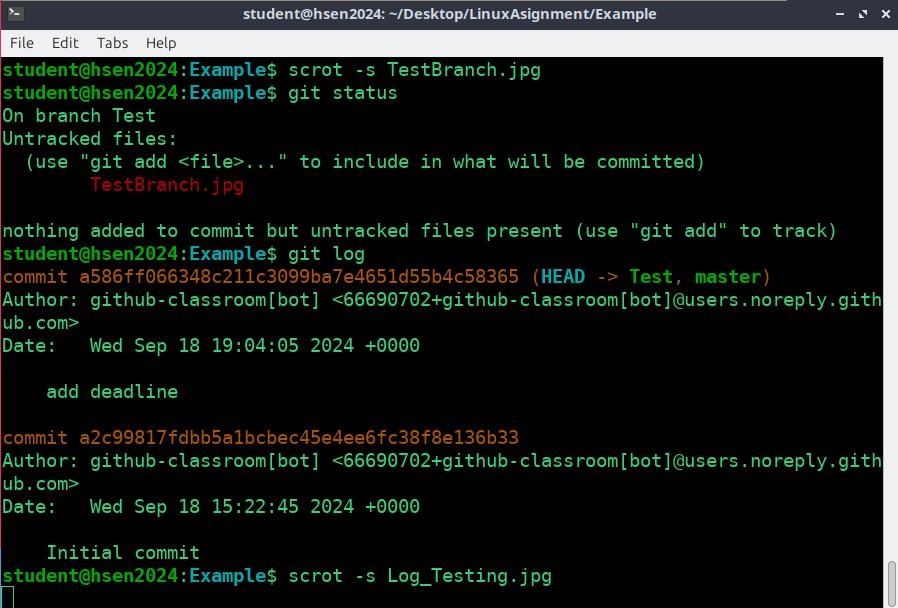 student@hsen2024: ~/Desktop/LinuxAsignment/Example
File Edit Tabs Help
student@hsen2024:Example$ scrot -s TestBranch.jpg
student@hsen2024:Example$ git status
On branch Test
Untracked files:
  (use "git add <file>..." to include in what will be committed)
        TestBranch.jpg
nothing added to commit but untracked files present (use "git add" to track)
student@hsen2024:Example$ git log
commit a586ff066348c211c3099ba7e4651d55b4c58365 (HEAD -> Test, master)
Author: github-classroom[bot] <66690702+github-classroom[bot]@users.noreply.gith
ub.com>
Date:   Wed Sep 18 19:04:05 2024 +0000
    add deadline
commit a2c99817fdbb5a1bcbec45e4ee6fc38f8e136b33
Author: github-classroom[bot] <66690702+github-classroom[bot]@users.noreply.gith
ub.com>
Date:   Wed Sep 18 15:22:45 2024 +0000
    Initial commit
student@hsen2024:Example$ scrot -s Log_Testing.jpg